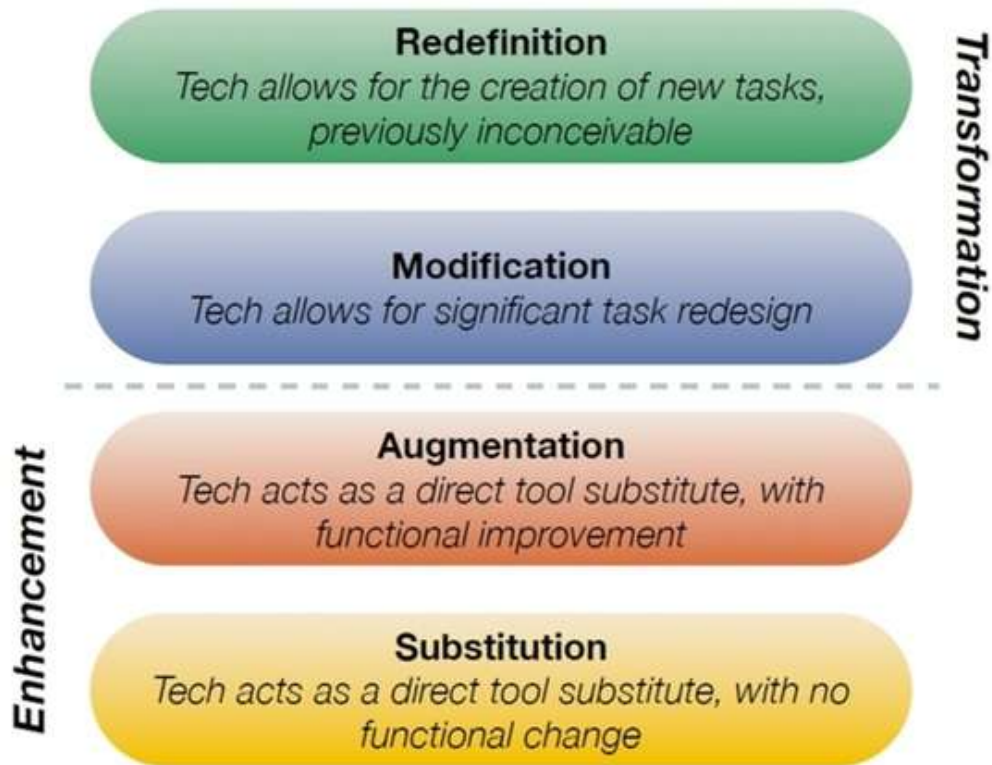 Redefinition
Tech allows for the creation of new tasks,
previously inconceivable
Transformation
Modification
Tech allows for significant task redesign
Augmentation
Tech acts as a direct tool substitute, with
functional improvement
Enhancement
Substitution
Tech acts as a direct tool substitute, with no
functional change